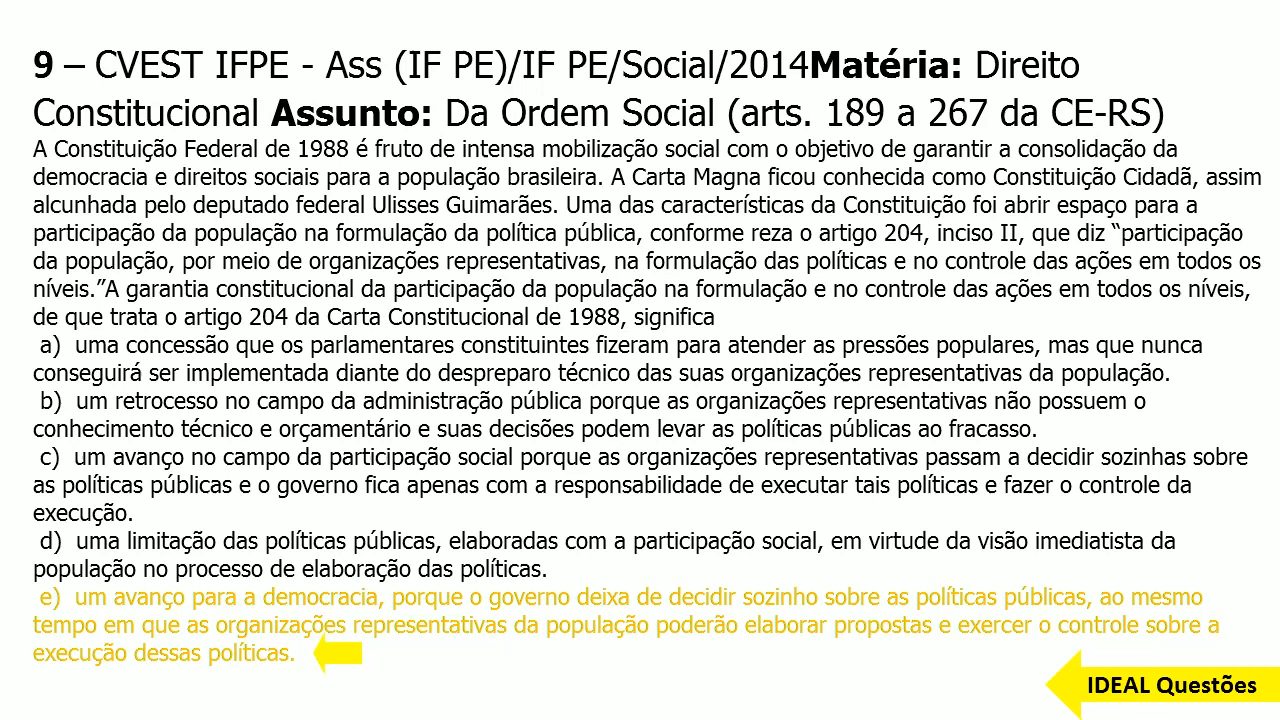 9 – CVEST IFPE - Ass (IF PE)/IF PE/Social/2014Matéria: Direito
Constitucional Assunto: Da Ordem Social (arts. 189 a 267 da CE-RS)
A Constituição Federal de 1988 é fruto de intensa mobilização social com o objetivo de garantir a consolidação da
democracia e direitos sociais para a população brasileira. A Carta Magna ficou conhecida como Constituição Cidadã, assim
alcunhada pelo deputado federal Ulisses Guimarães. Uma das características da Constituição foi abrir espaço para a
participação da população na formulação da política pública, conforme reza o artigo 204, inciso II, que diz “participação
da população, por meio de organizações representativas, na formulação das políticas e no controle das ações em todos os
níveis.”A garantia constitucional da participação da população na formulação e no controle das ações em todos os níveis,
de que trata o artigo 204 da Carta Constitucional de 1988, significa
a) uma concessão que os parlamentares constituintes fizeram para atender as pressões populares, mas que nunca
conseguirá ser implementada diante do despreparo técnico das suas organizações representativas da população.
b) um retrocesso no campo da administração pública porque as organizações representativas não possuem o
conhecimento técnico e orçamentário e suas decisões podem levar as políticas públicas ao fracasso.
c) um avanço no campo da participação social porque as organizações representativas passam a decidir sozinhas sobre
as políticas públicas e o governo fica apenas com a responsabilidade de executar tais políticas e fazer o controle da
execução.
d) uma limitação das políticas públicas, elaboradas com a participação social, em virtude da visão imediatista da
população no processo de elaboração das políticas.
e) um avanço para a democracia, porque o governo deixa de decidir sozinho sobre as políticas públicas, ao mesmo
tempo em que as organizações representativas da população poderão elaborar propostas e exercer o controle sobre a
execução dessas políticas.
IDEAL Questões